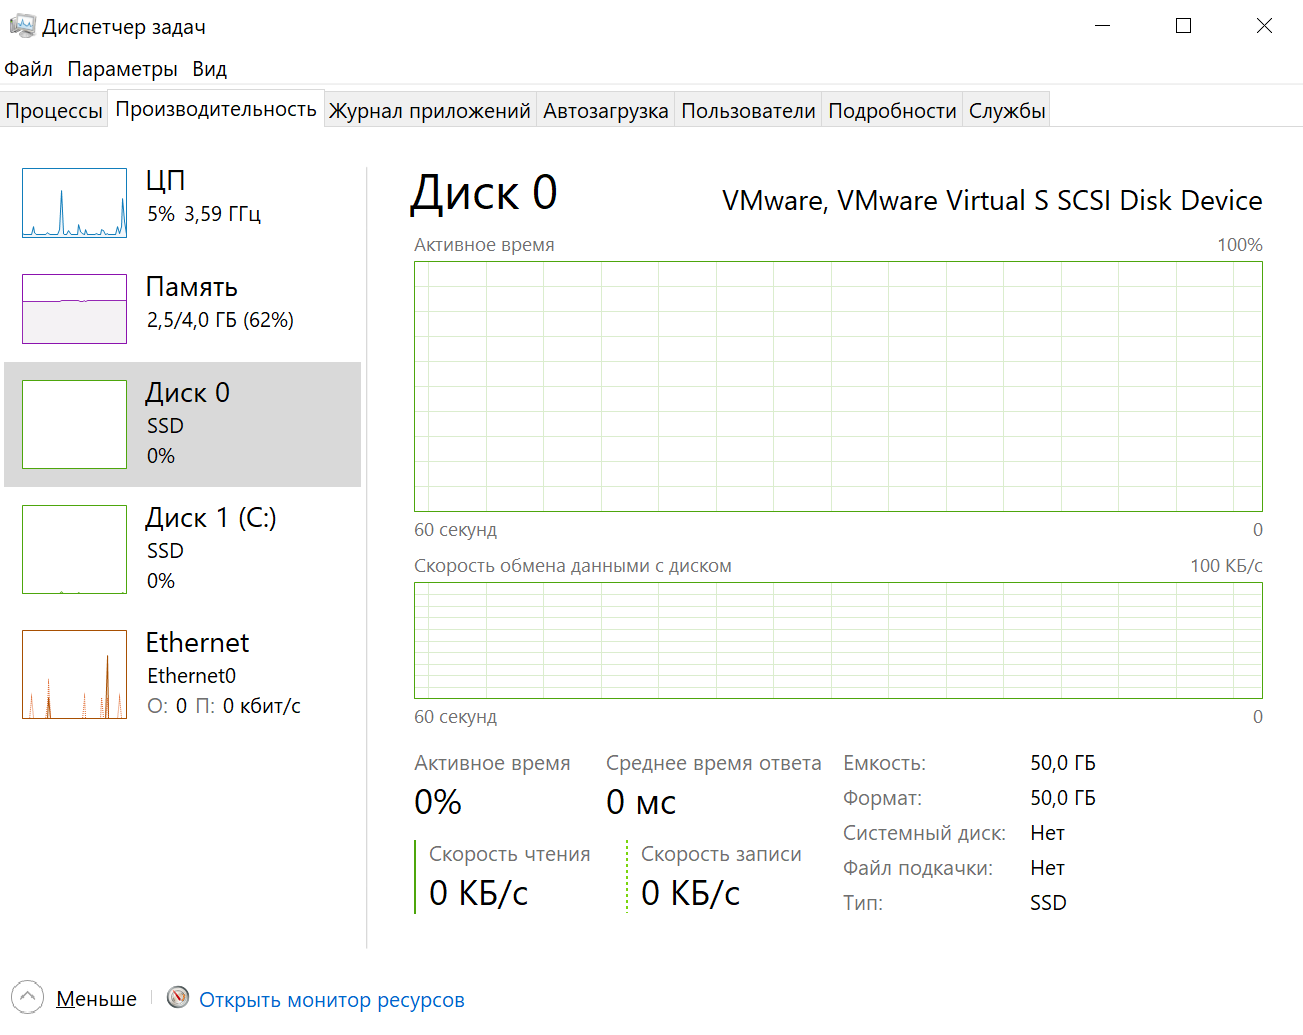 Диспетчер задач
Файл Параметры Вид
Процессы Производительность Журнал приложений Автозагрузка Пользователи Подробности Службы
ЦП
5% 3,59 ГГц
Память
2,5/4,0 ГБ (62%)
Диск 0
SSD
0%
Диск 1 (C:)
SSD
0%
Ethernet
Ethernet0
О: 0 П: 0 кбит/с
Диск 0
VMware, VMware Virtual S SCSI Disk Device
Активное время 100%
60 секунд 0
Скорость обмена данными с диском 100 КБ/с
60 секунд 0
Активное время
0%
Среднее время ответа
0 мс
Скорость чтения
0 КБ/с
Скорость записи
0 КБ/с
Емкость: 50,0 ГБ
Формат: 50,0 ГБ
Системный диск: Нет
Файл подкачки: Нет
Тип: SSD
Меньше
Открыть монитор ресурсов